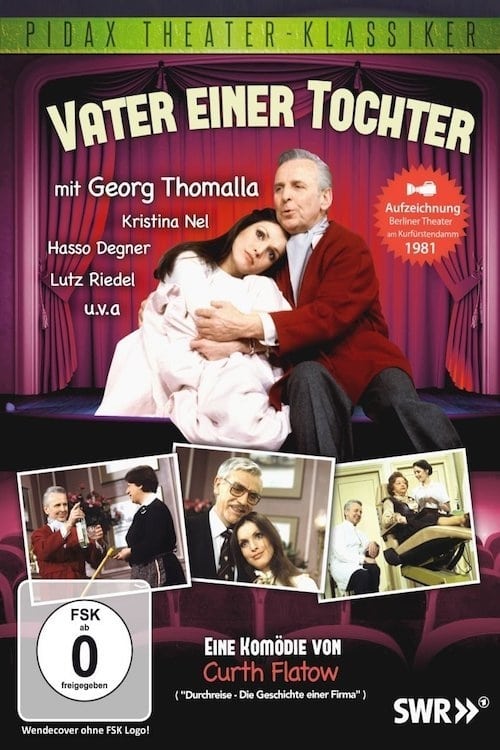 PIDAX THEATER-KLASSIKER
VATER EINER TOCHTER
mit Georg Thomalla
Kristina Nel
Hasso Degner
Lutz Riedel
u.v.a
Aufzeichnung
Berliner Theater
am Kurfürstendamm
1981
FSK
ab
0
freigegeben
Wendecover ohne FSK Logo!
EINE KOMÖDIE VON
Curth Flatow
( "Durchreise - Die Geschichte einer Firma" )
SWR